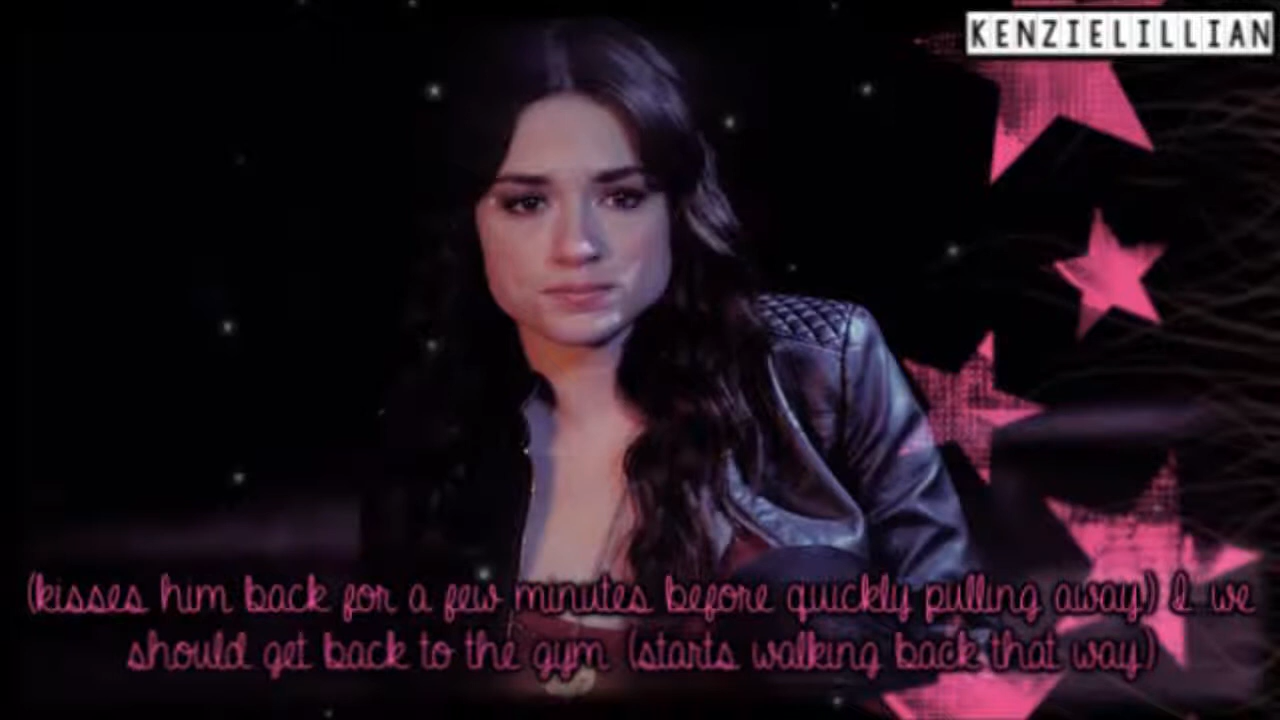 KENZIELILLIAN
(kisses him back for a few minutes before quickly pulling away) I..we
should get back to the gym (starts walking back that way)